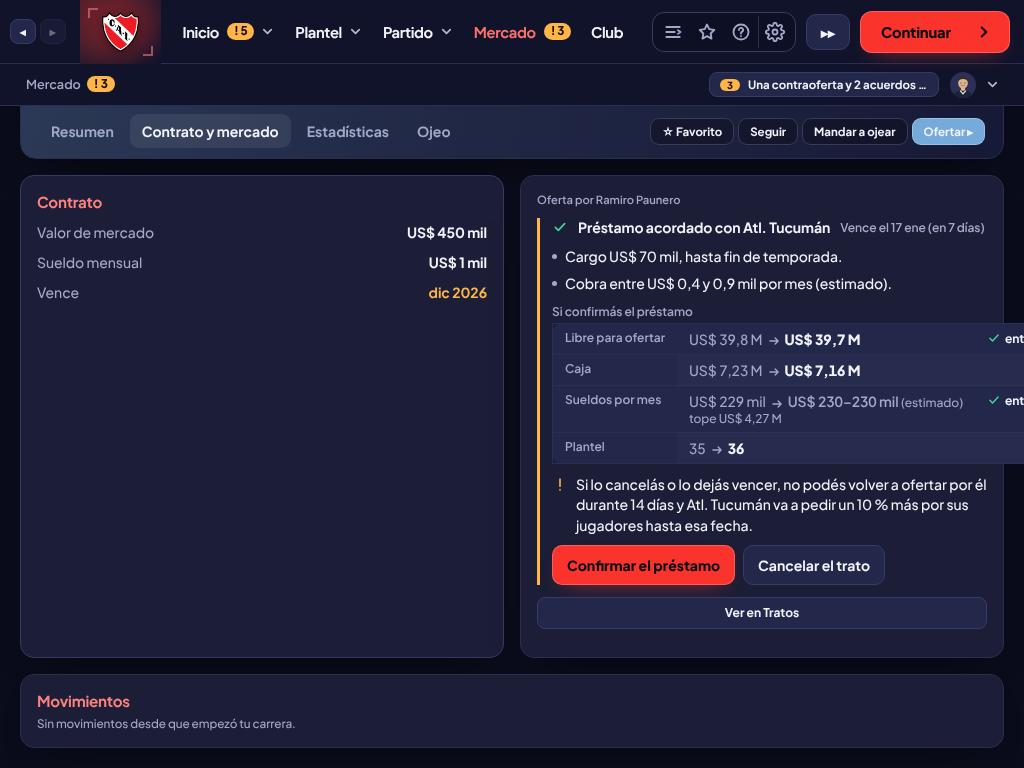 Inicio ! 5 Plantel Partido Mercado ! 3 Club Continuar
Mercado ! 3
3 Una contraoferta y 2 acuerdos ...
Resumen Contrato y mercado Estadísticas Ojeo
☆ Favorito Seguir Mandar a ojear Ofertar ▸
Contrato
Valor de mercado US$ 450 mil
Sueldo mensual US$ 1 mil
Vence dic 2026
Oferta por Ramiro Paunero
Préstamo acordado con Atl. Tucumán Vence el 17 ene (en 7 días)
Cargo US$ 70 mil, hasta fin de temporada.
Cobra entre US$ 0,4 y 0,9 mil por mes (estimado).
Si confirmás el préstamo
Libre para ofertar US$ 39,8 M → US$ 39,7 M ✓ ent
Caja US$ 7,23 M → US$ 7,16 M
Sueldos por mes US$ 229 mil → US$ 230–230 mil (estimado) ✓ ent
tope US$ 4,27 M
Plantel 35 → 36
! Si lo cancelás o lo dejás vencer, no podés volver a ofertar por él
durante 14 días y Atl. Tucumán va a pedir un 10 % más por sus
jugadores hasta esa fecha.
Confirmar el préstamo Cancelar el trato
Ver en Tratos
Movimientos
Sin movimientos desde que empezó tu carrera.